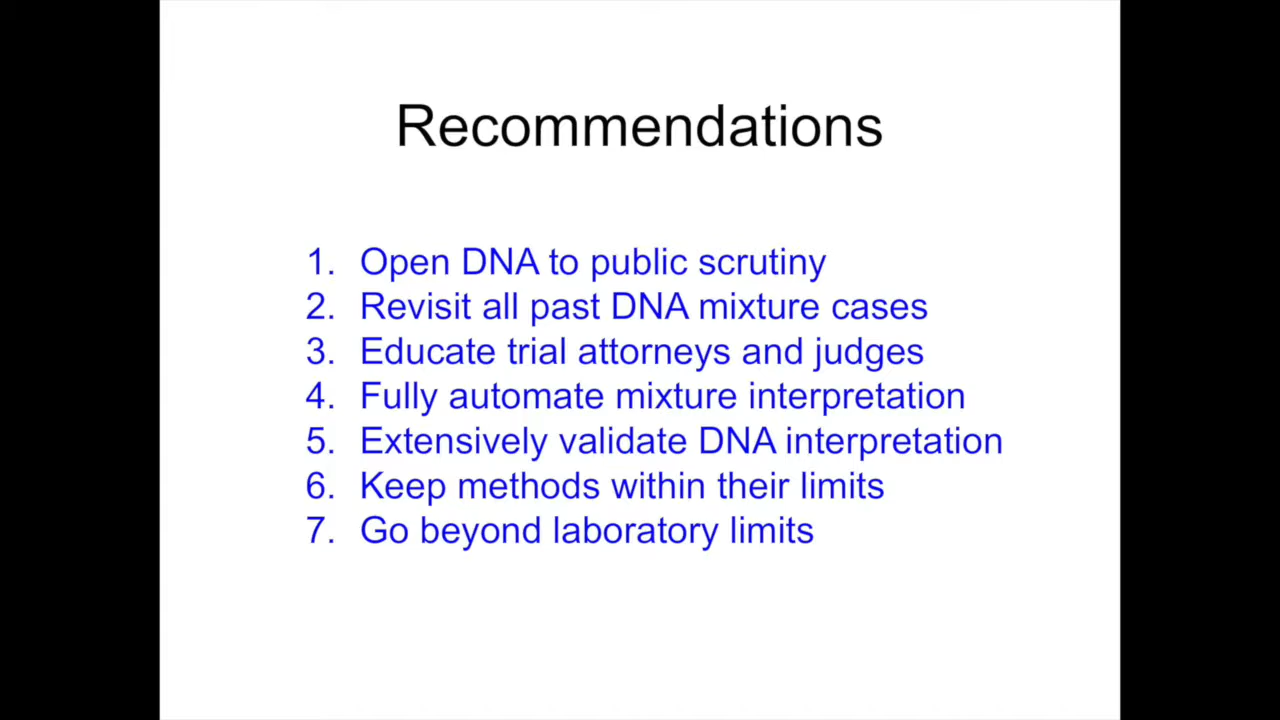 Recommendations
1. Open DNA to public scrutiny
2. Revisit all past DNA mixture cases
3. Educate trial attorneys and judges
4. Fully automate mixture interpretation
5. Extensively validate DNA interpretation
6. Keep methods within their limits
7. Go beyond laboratory limits